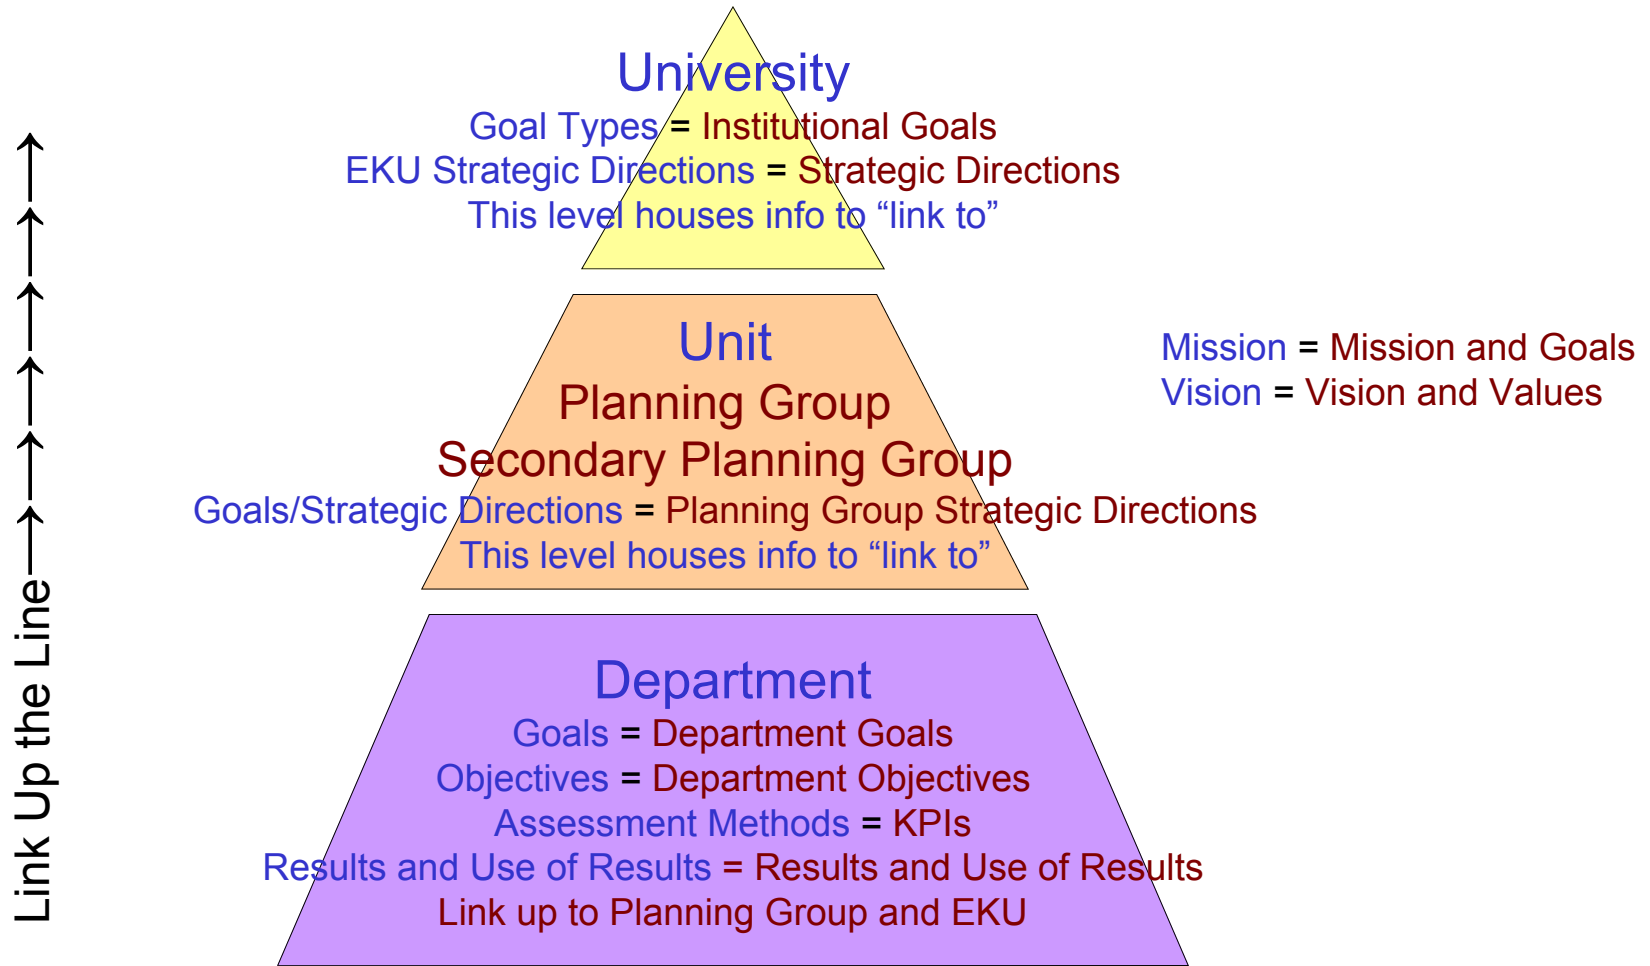 University
Goal Types = Institutional Goals
EKU Strategic Directions = Strategic Directions
This level houses info to “link to”
Unit
Planning Group
Secondary Planning Group
Goals/Strategic Directions = Planning Group Strategic Directions
This level houses info to “link to”
Mission = Mission and Goals
Vision = Vision and Values
Department
Goals = Department Goals
Objectives = Department Objectives
Assessment Methods = KPIs
Results and Use of Results = Results and Use of Results
Link up to Planning Group and EKU
Link Up the Line→→→→→→